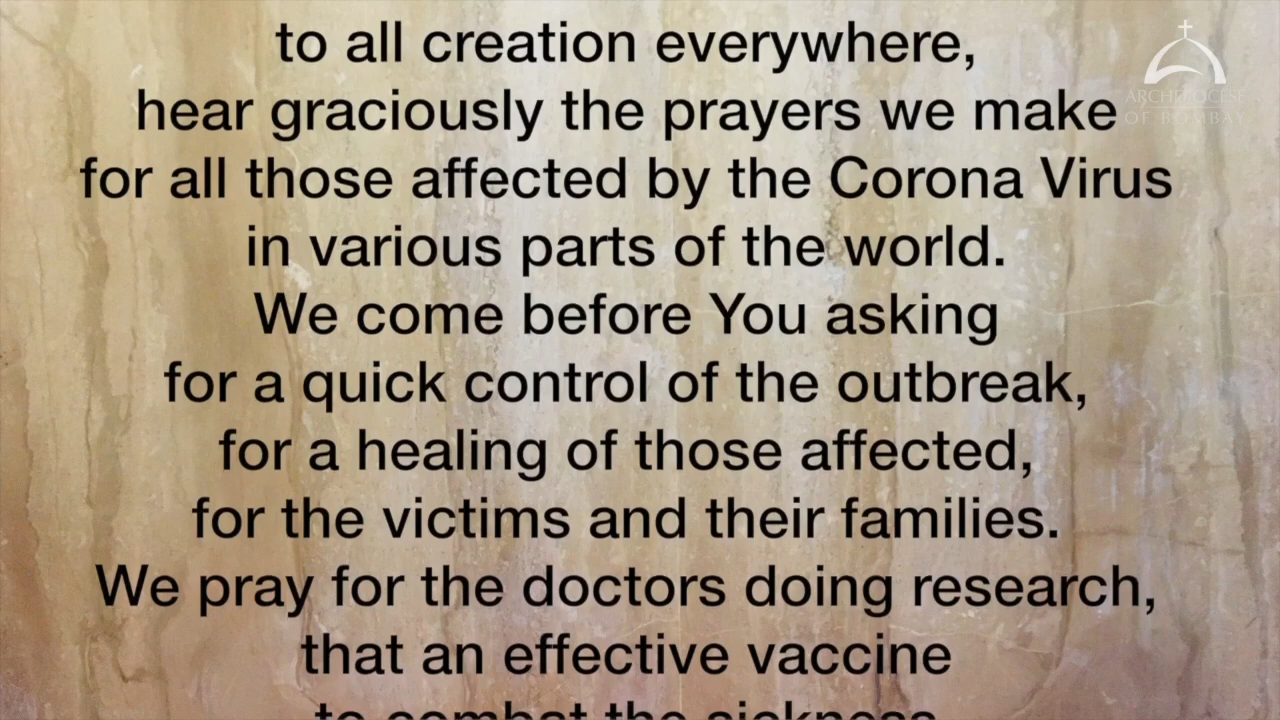 to all creation everywhere,
ARCHDIOCESE
OF BOMBAY
hear graciously the prayers we make
for all those affected by the Corona Virus
in various parts of the world.
We come before You asking
for a quick control of the outbreak,
for a healing of those affected,
for the victims and their families.
We pray for the doctors doing research,
that an effective vaccine
to combat the sickness